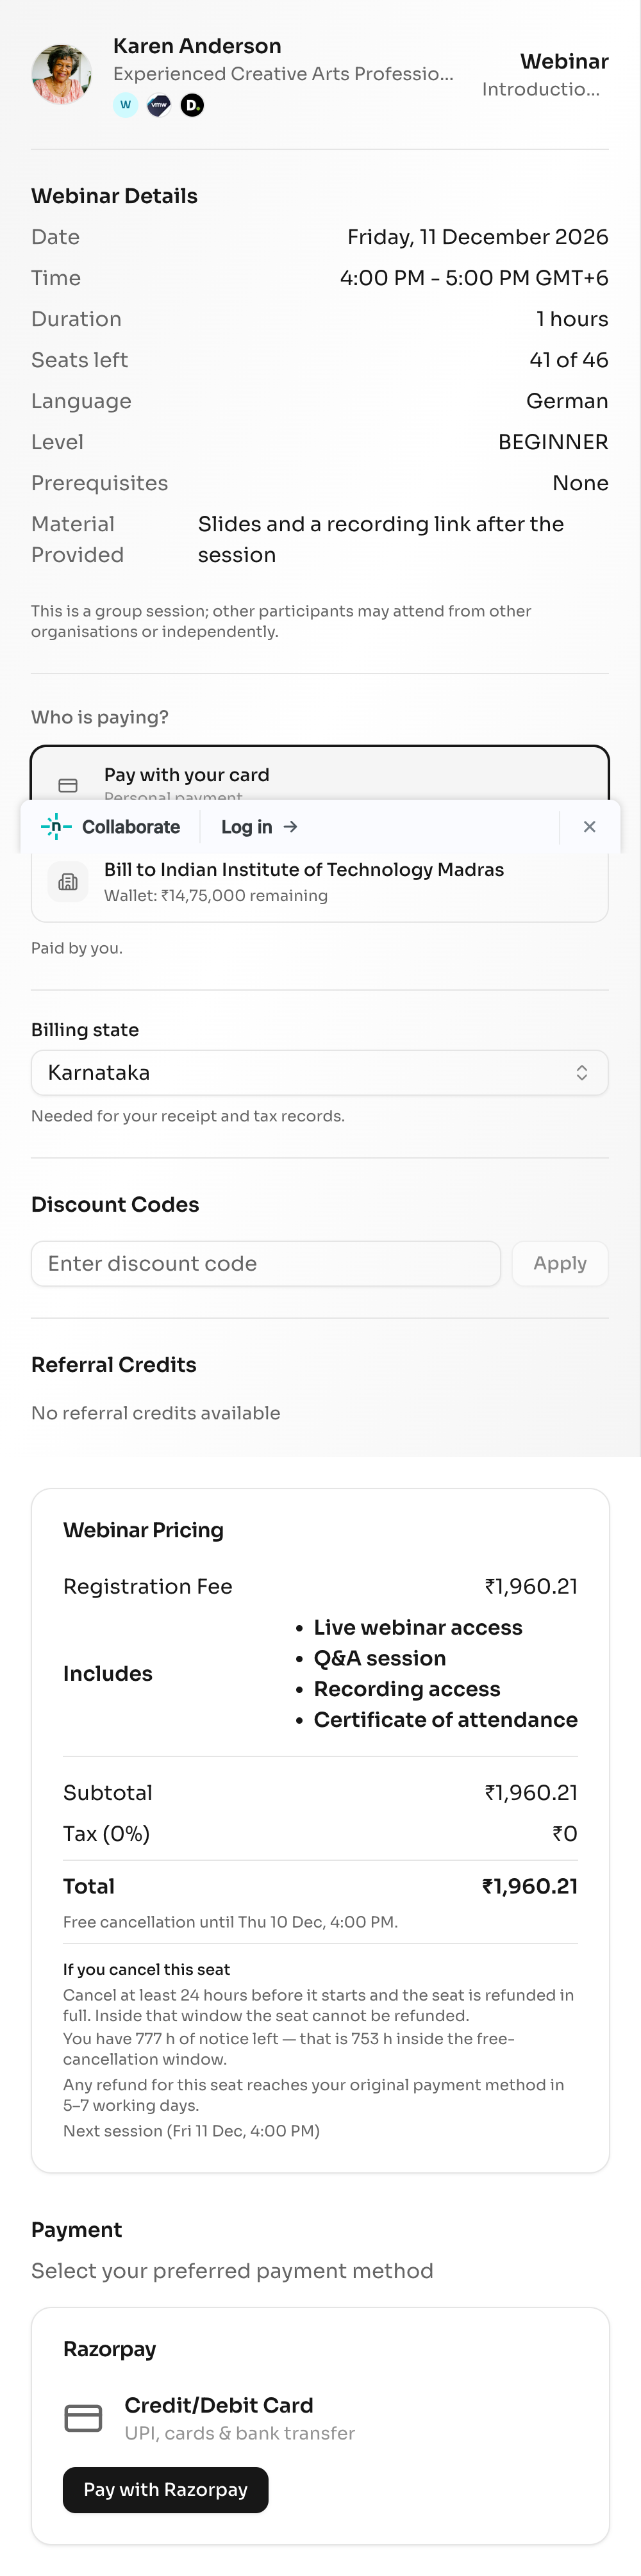 Karen Anderson
Experienced Creative Arts Professio...
W vmw D.
Webinar
Introductio...
Webinar Details
Date Friday, 11 December 2026
Time 4:00 PM - 5:00 PM GMT+6
Duration 1 hours
Seats left 41 of 46
Language German
Level BEGINNER
Prerequisites None
Material Provided Slides and a recording link after the
session
This is a group session; other participants may attend from other
organisations or independently.
Who is paying?
Pay with your card
Personal payment
n Collaborate Log in →
Bill to Indian Institute of Technology Madras
Wallet: ₹14,75,000 remaining
Paid by you.
Billing state
Karnataka
Needed for your receipt and tax records.
Discount Codes
Enter discount code Apply
Referral Credits
No referral credits available
Webinar Pricing
Registration Fee ₹1,960.21
Includes
• Live webinar access
• Q&A session
• Recording access
• Certificate of attendance
Subtotal ₹1,960.21
Tax (0%) ₹0
Total ₹1,960.21
Free cancellation until Thu 10 Dec, 4:00 PM.
If you cancel this seat
Cancel at least 24 hours before it starts and the seat is refunded in
full. Inside that window the seat cannot be refunded.
You have 777 h of notice left — that is 753 h inside the free-
cancellation window.
Any refund for this seat reaches your original payment method in
5–7 working days.
Next session (Fri 11 Dec, 4:00 PM)
Payment
Select your preferred payment method
Razorpay
Credit/Debit Card
UPI, cards & bank transfer
Pay with Razorpay